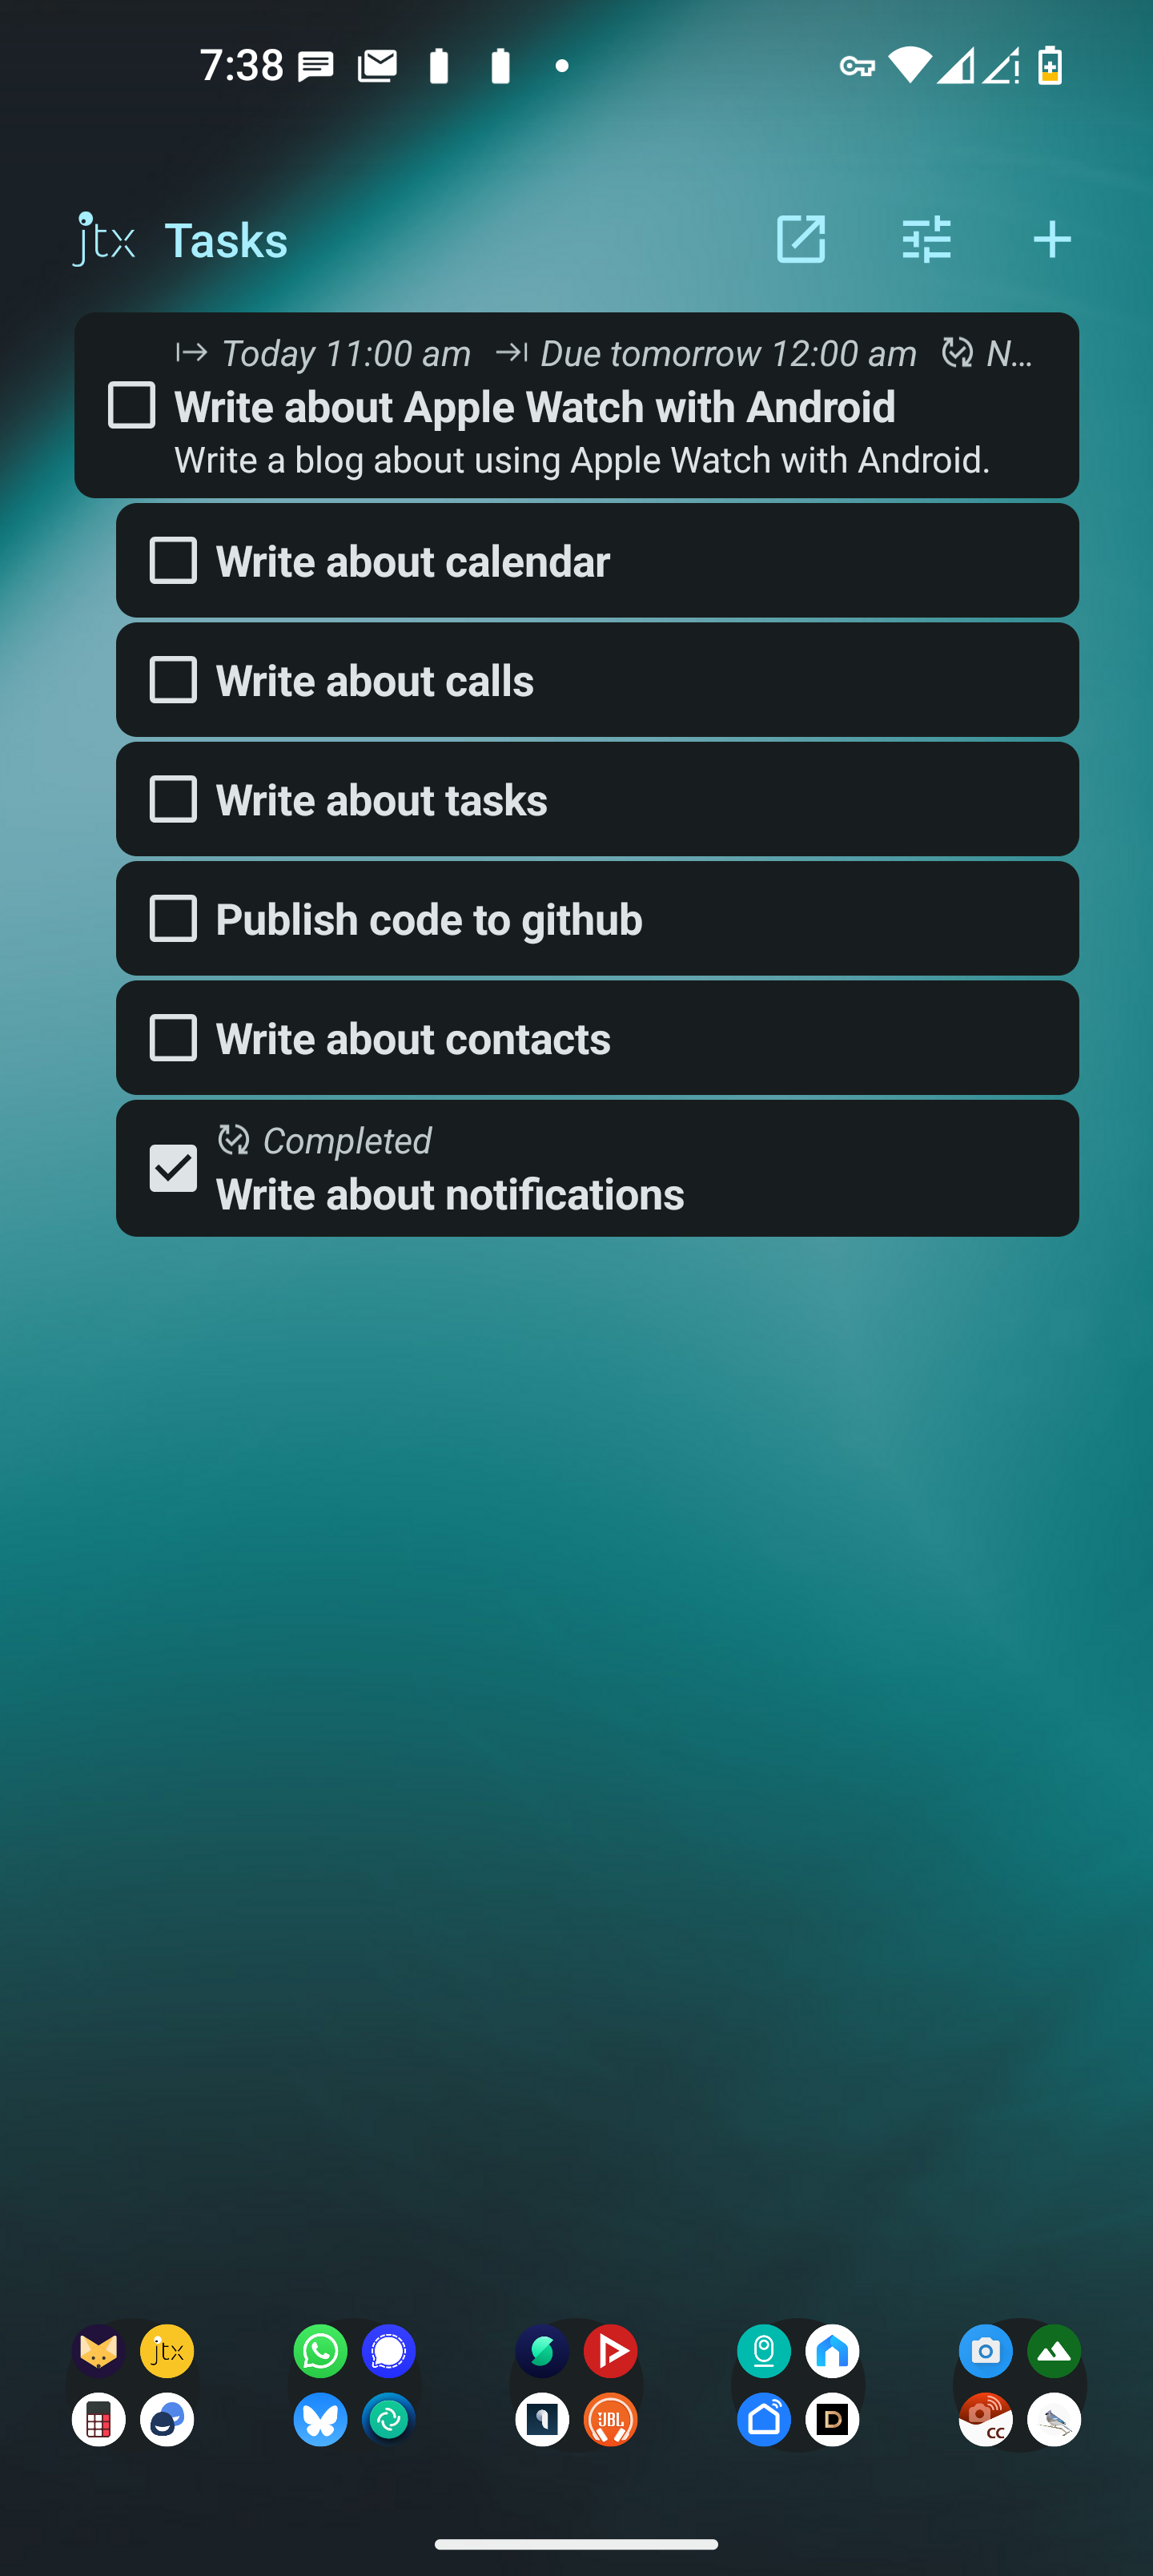 7:38
jtx Tasks
Today 11:00 am Due tomorrow 12:00 am N...
Write about Apple Watch with Android
Write a blog about using Apple Watch with Android.
Write about calendar
Write about calls
Write about tasks
Publish code to github
Write about contacts
Completed
Write about notifications
jtx
JBL
D
CC